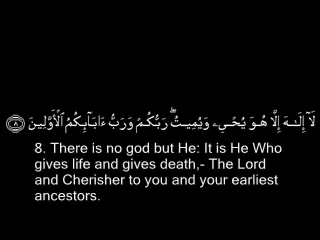 لَآ إِلَٰهَ إِلَّا هُوَ يُحْيِۦ وَيُمِيتُ ۖ رَبُّكُمْ وَرَبُّ ءَابَآئِكُمُ ٱلْأَوَّلِينَ ﴿٨﴾
8. There is no god but He: It is He Who
gives life and gives death,- The Lord
and Cherisher to you and your earliest
ancestors.